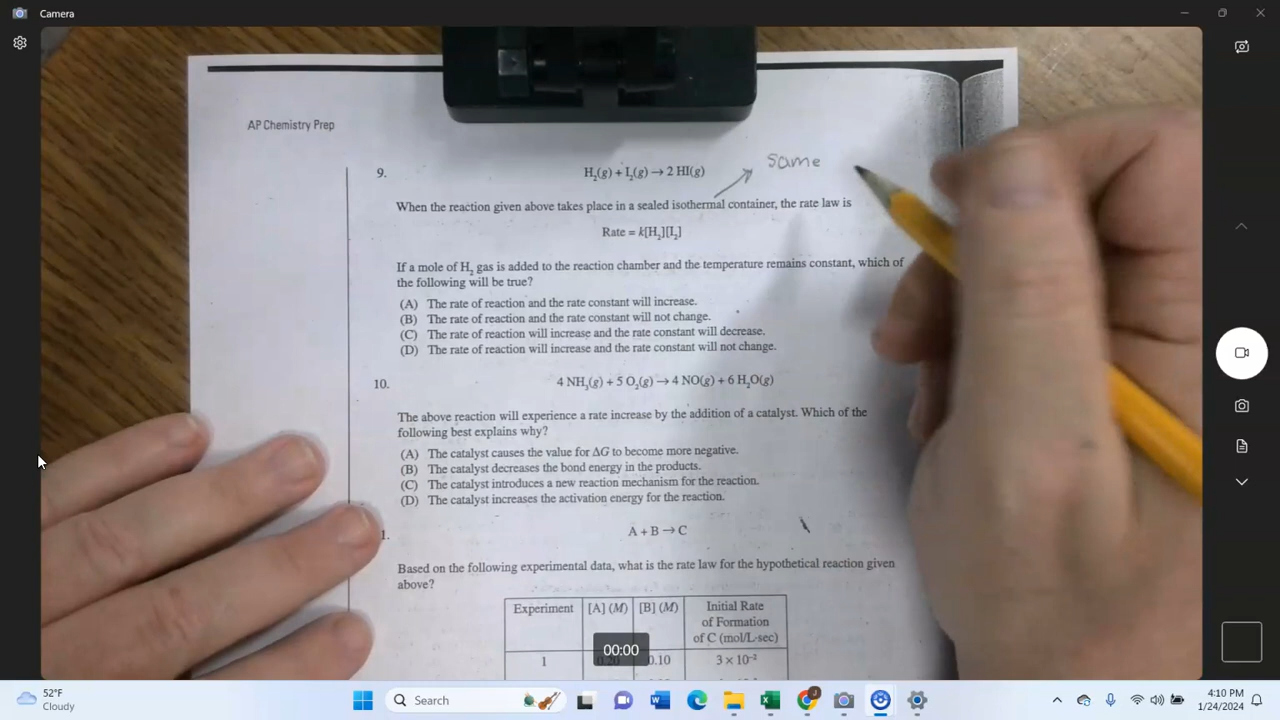 Camera
AP Chemistry Prep
same
9.
H₂(g) + I₂(g) → 2 HI(g)
When the reaction given above takes place in a sealed isothermal container, the rate law is
Rate = k[H₂][I₂]
If a mole of H₂ gas is added to the reaction chamber and the temperature remains constant, which of
the following will be true?
(A) The rate of reaction and the rate constant will increase.
(B) The rate of reaction and the rate constant will not change.
(C) The rate of reaction will increase and the rate constant will decrease.
(D) The rate of reaction will increase and the rate constant will not change.
10.
4 NH₃(g) + 5 O₂(g) → 4 NO(g) + 6 H₂O(g)
The above reaction will experience a rate increase by the addition of a catalyst. Which of the
following best explains why?
(A) The catalyst causes the value for ΔG to become more negative.
(B) The catalyst decreases the bond energy in the products.
(C) The catalyst introduces a new reaction mechanism for the reaction.
(D) The catalyst increases the activation energy for the reaction.
1.
A + B → C
Based on the following experimental data, what is the rate law for the hypothetical reaction given
above?
Experiment [A] (M) [B] (M) Initial Rate
of Formation
of C (mol/L-sec)
00:00
1 0.10 3 × 10⁻²
52°F
Cloudy
Search
4:10 PM
1/24/2024